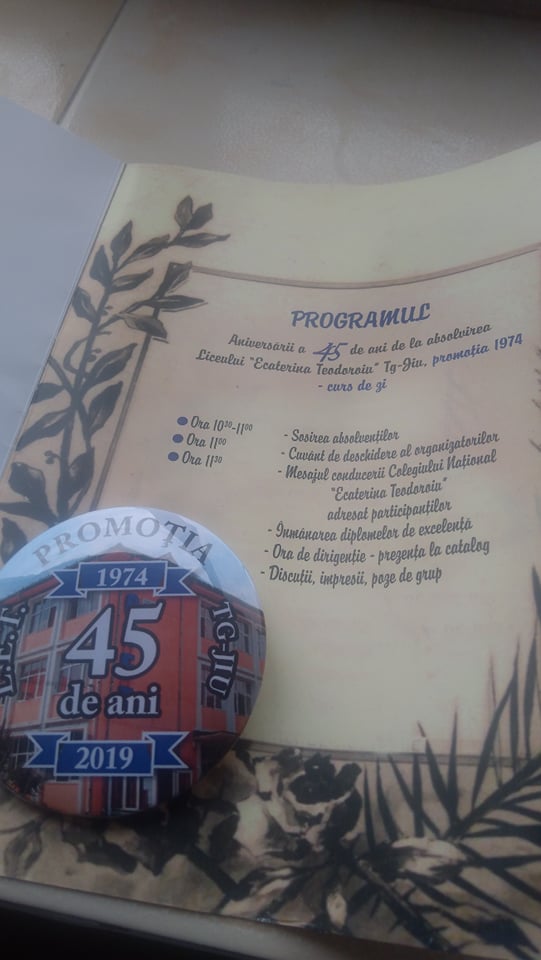 PROGRAMUL
Aniversării a 45 de ani de la absolvirea
Liceului "Ecaterina Teodoroiu" Tg-Jiu, promoția 1974
- curs de zi
Ora 10³⁰-11⁰⁰
- Sosirea absolvenților
Ora 11⁰⁰
- Cuvânt de deschidere al organizatorilor
Ora 11³⁰
- Mesajul conducerii Colegiului Național
"Ecaterina Teodoroiu"
adresat participanților
- Înmânarea diplomelor de excelență
- Ora de dirigenție - prezența la catalog
- Discuții, impresii, poze de grup
PROMOȚIA
1974
45
de ani
2019
TG-JIU